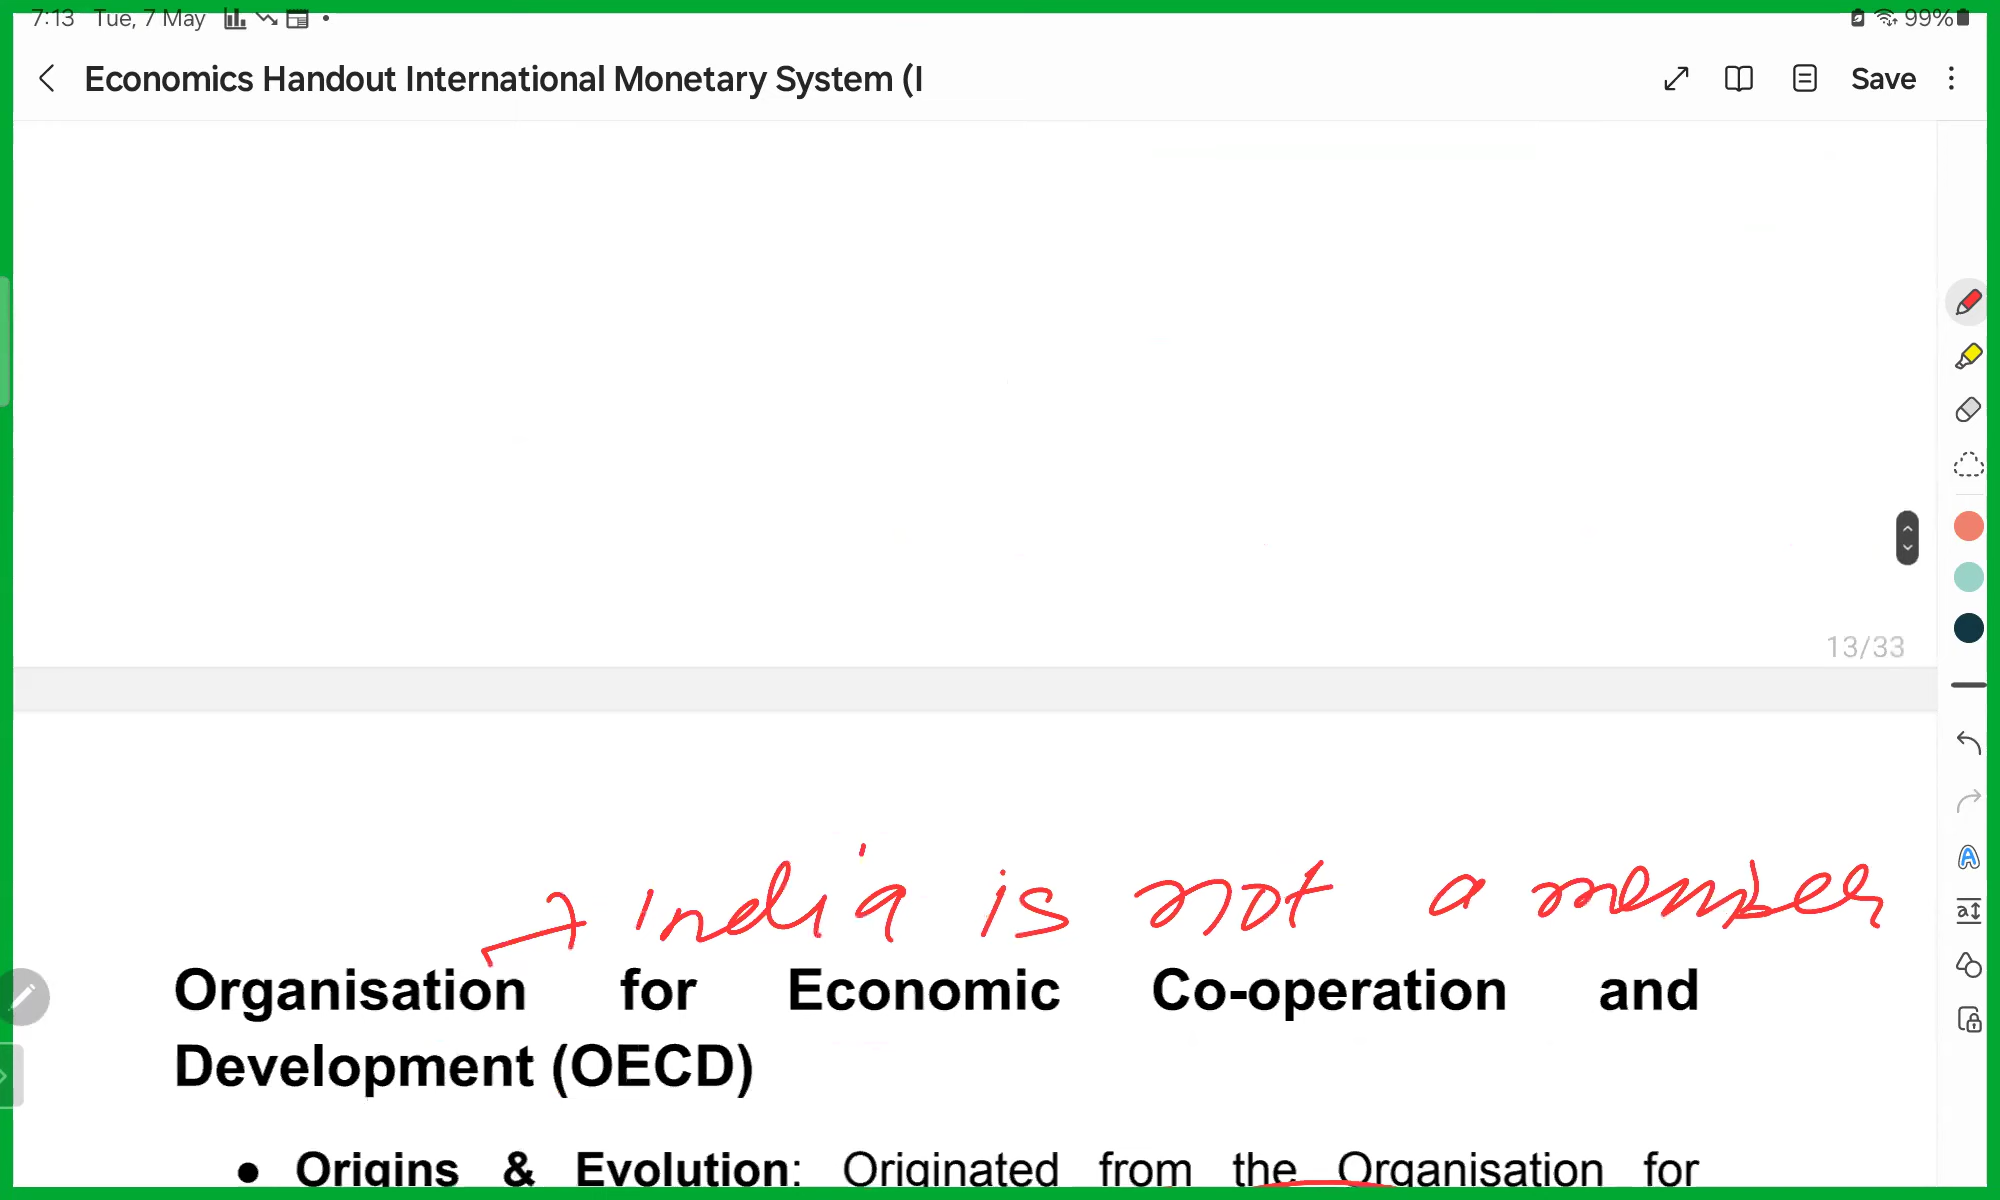 7:13 Tue, 7 May 99%
Economics Handout International Monetary System (I
Save
13/33
India is not a member
Organisation for Economic Co-operation and
Development (OECD)
● Origins & Evolution: Originated from the Organisation for